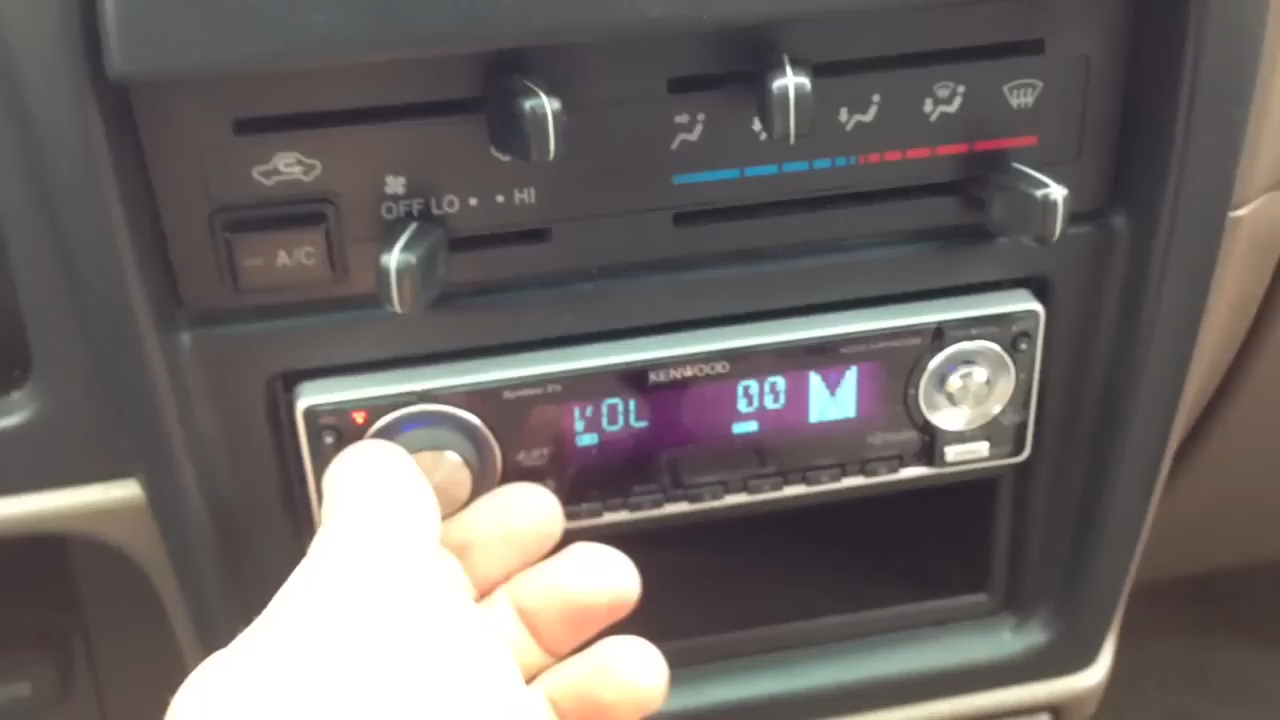 OFF LO • • HI
A/C
KENWOOD
VOL 00